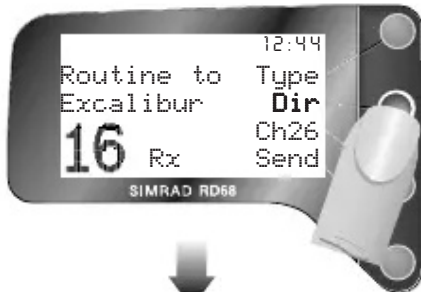 12:44
Routine to Type
Excalibur Dir
Ch26
16 Rx Send
SIMRAD RD68